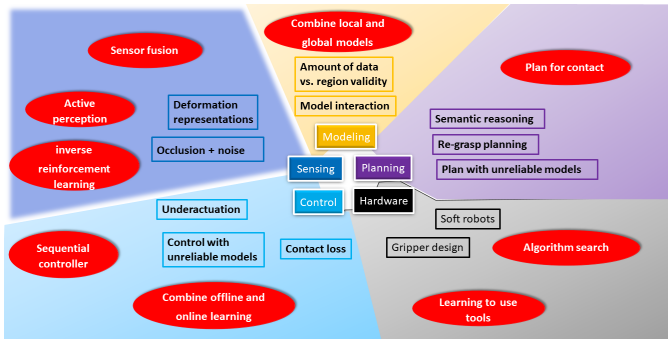 Sensor fusion
Active
perception
inverse
reinforcement
learning
Deformation
representations
Occlusion + noise
Sensing
Combine local and
global models
Amount of data
vs. region validity
Model interaction
Modeling
Plan for contact
Semantic reasoning
Re-grasp planning
Plan with unreliable models
Planning
Control
Underactuation
Control with
unreliable models
Contact loss
Sequential
controller
Combine offline and
online learning
Hardware
Soft robots
Gripper design
Algorithm search
Learning to use
tools